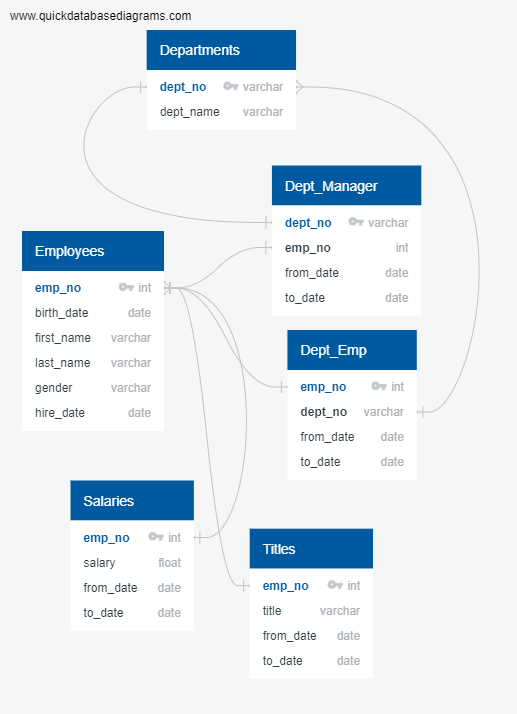 www.quickdatabasediagrams.com
Departments
dept_no varchar
dept_name varchar
Dept_Manager
dept_no varchar
emp_no int
from_date date
to_date date
Employees
emp_no int
birth_date date
first_name varchar
last_name varchar
gender varchar
hire_date date
Dept_Emp
emp_no int
dept_no varchar
from_date date
to_date date
Salaries
emp_no int
salary float
from_date date
to_date date
Titles
emp_no int
title varchar
from_date date
to_date date